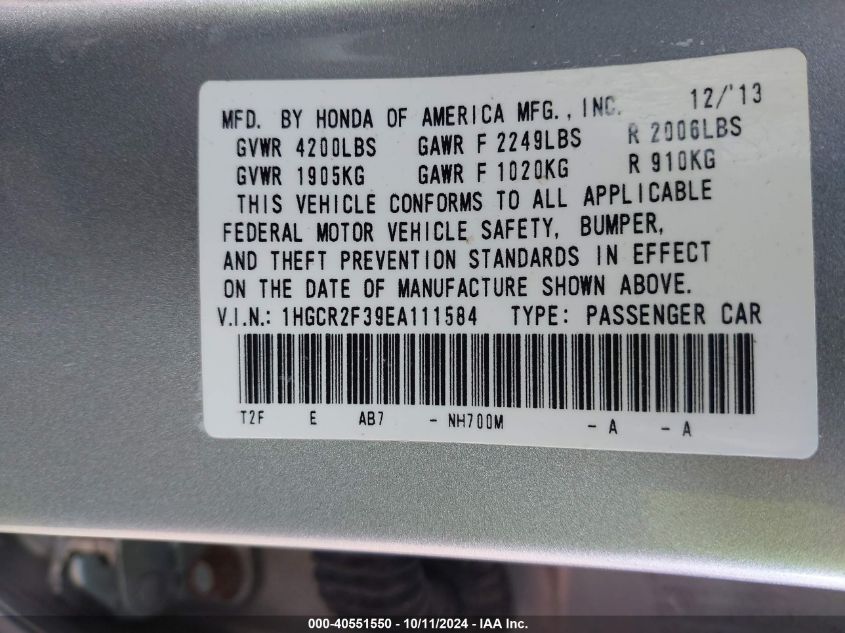 MFD. BY HONDA OF AMERICA MFG., INC. 12/'13
GVWR 4200LBS GAWR F 2249LBS R 2006LBS
GVWR 1905KG GAWR F 1020KG R 910KG
THIS VEHICLE CONFORMS TO ALL APPLICABLE
FEDERAL MOTOR VEHICLE SAFETY, BUMPER,
AND THEFT PREVENTION STANDARDS IN EFFECT
ON THE DATE OF MANUFACTURE SHOWN ABOVE.
V.I.N.: 1HGCR2F39EA111584 TYPE: PASSENGER CAR
T2F E AB7 - NH700M - A - A
000-40551550 - 10/11/2024 - IAA Inc.